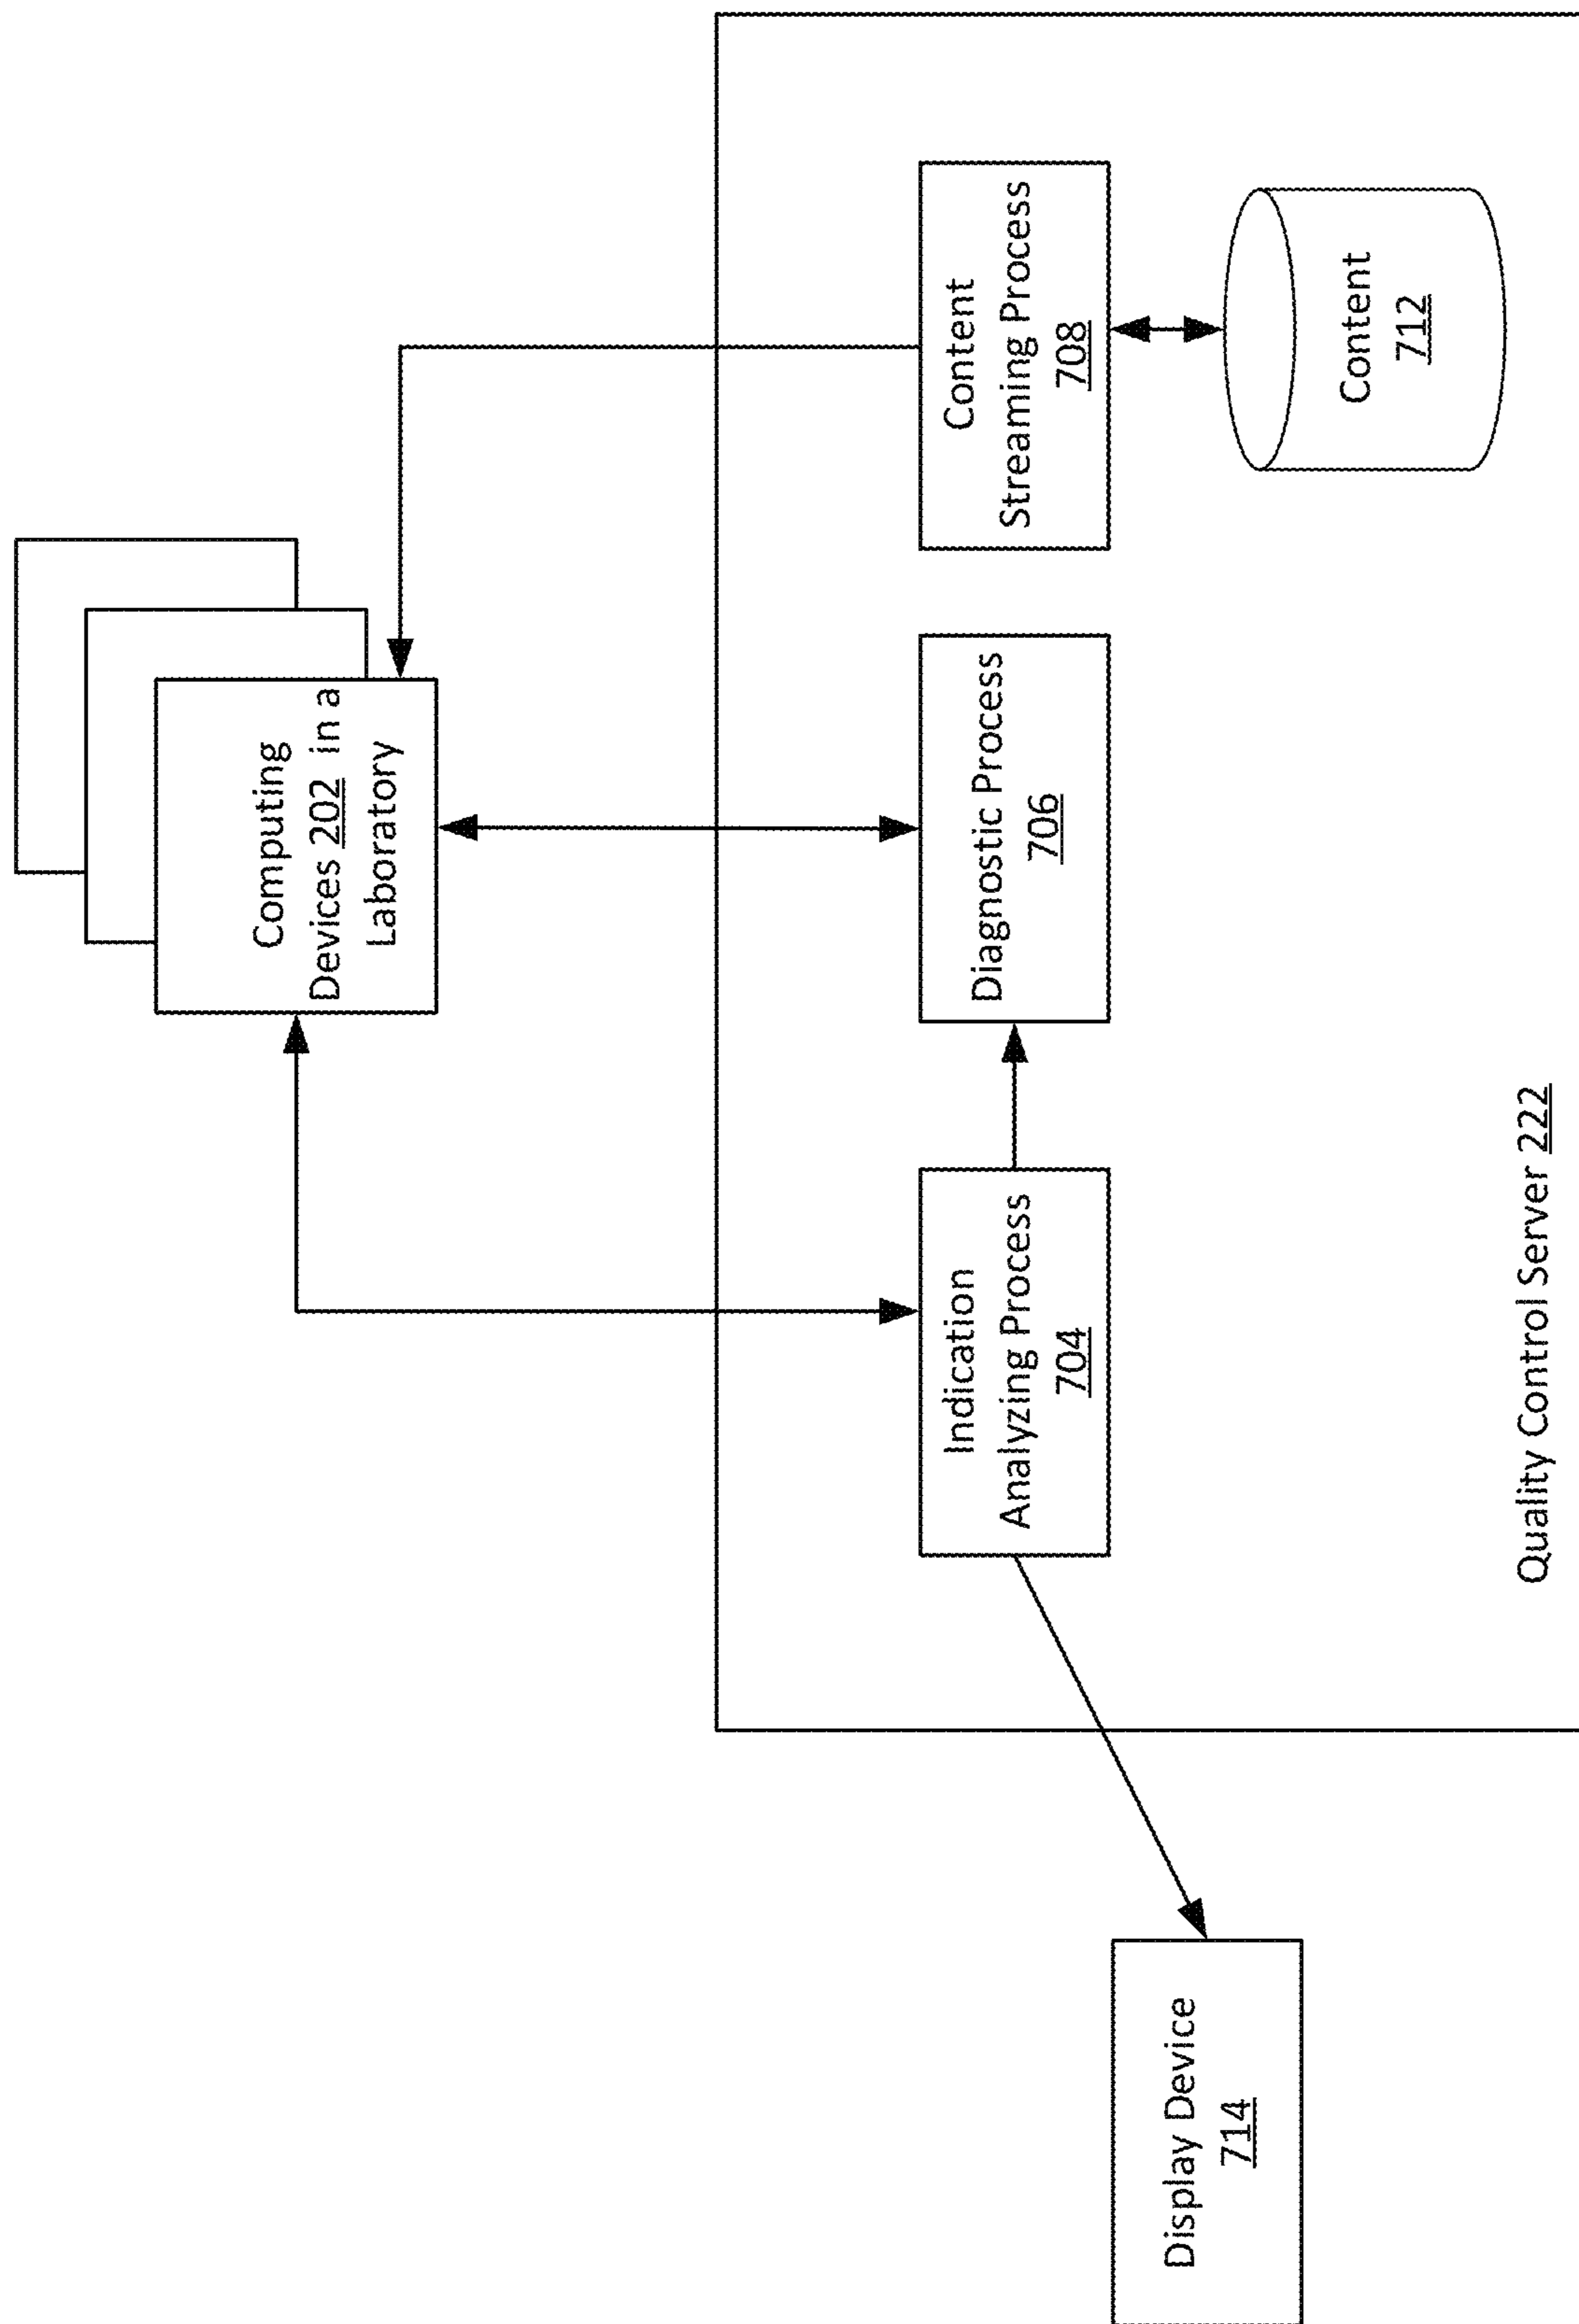 Computing
Devices 202 in a
Laboratory
Indication
Analyzing Process
704
Diagnostic Process
706
Content
Streaming Process
708
Content
712
Display Device
714
Quality Control Server 222